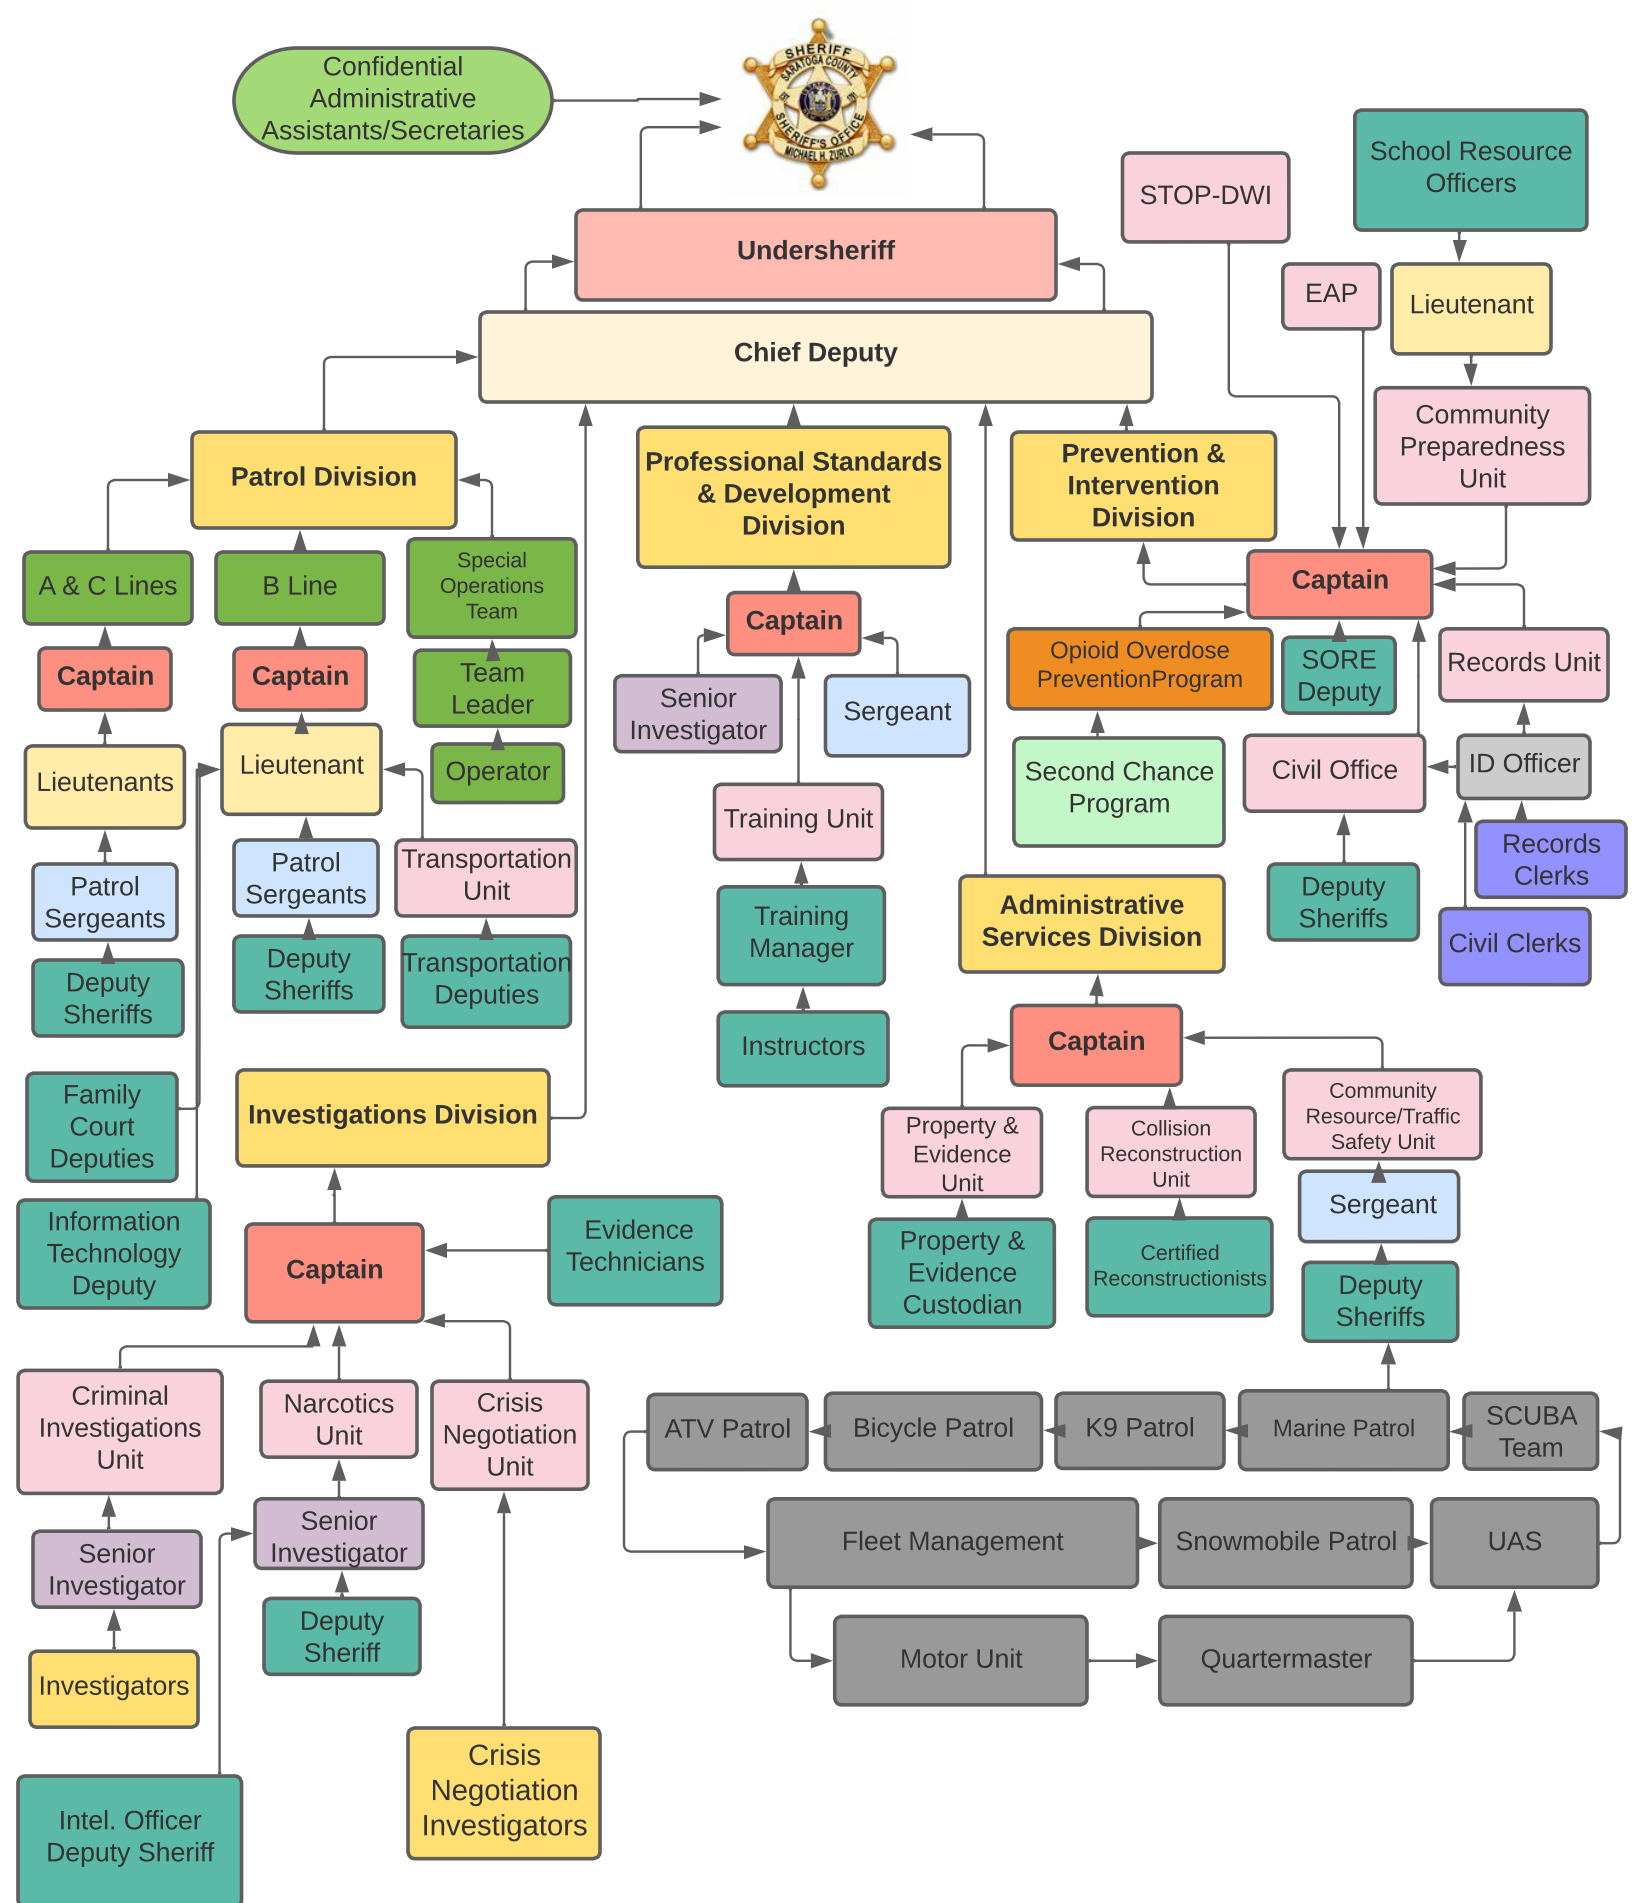 Confidential
Administrative
Assistants/Secretaries
SHERIFF
SARATOGA COUNTY
SHERIFF'S OFFICE
MICHAEL H. ZURLO
School Resource
Officers
STOP-DWI
Undersheriff
EAP
Lieutenant
Chief Deputy
Community
Preparedness
Unit
Patrol Division
Professional Standards
& Development
Division
Prevention &
Intervention
Division
A & C Lines
B Line
Special
Operations
Team
Captain
Captain
Captain
Captain
Team
Leader
Senior
Investigator
Sergeant
Opioid Overdose
PreventionProgram
SORE
Deputy
Records Unit
Lieutenants
Lieutenant
Operator
Second Chance
Program
Civil Office
ID Officer
Training Unit
Patrol
Sergeants
Patrol
Sergeants
Transportation
Unit
Records
Clerks
Deputy
Sheriffs
Training
Manager
Administrative
Services Division
Civil Clerks
Deputy
Sheriffs
Deputy
Sheriffs
Transportation
Deputies
Instructors
Captain
Family
Court
Deputies
Investigations Division
Property &
Evidence
Unit
Collision
Reconstruction
Unit
Community
Resource/Traffic
Safety Unit
Information
Technology
Deputy
Captain
Evidence
Technicians
Property &
Evidence
Custodian
Certified
Reconstructionists
Sergeant
Deputy
Sheriffs
Criminal
Investigations
Unit
Narcotics
Unit
Crisis
Negotiation
Unit
ATV Patrol
Bicycle Patrol
K9 Patrol
Marine Patrol
SCUBA
Team
Senior
Investigator
Senior
Investigator
Fleet Management
Snowmobile Patrol
UAS
Deputy
Sheriff
Investigators
Motor Unit
Quartermaster
Crisis
Negotiation
Investigators
Intel. Officer
Deputy Sheriff